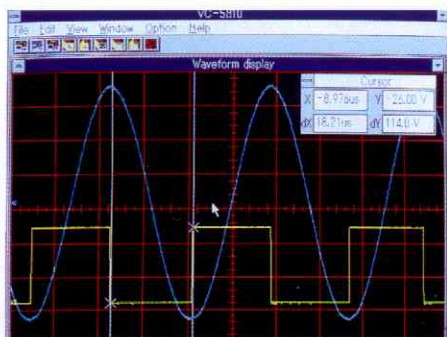 VC-5810
File Edit View Window Option Help
Waveform display
Cursor
X -8.976us Y -26.00 V
dX 18.21us dY 114.0 V